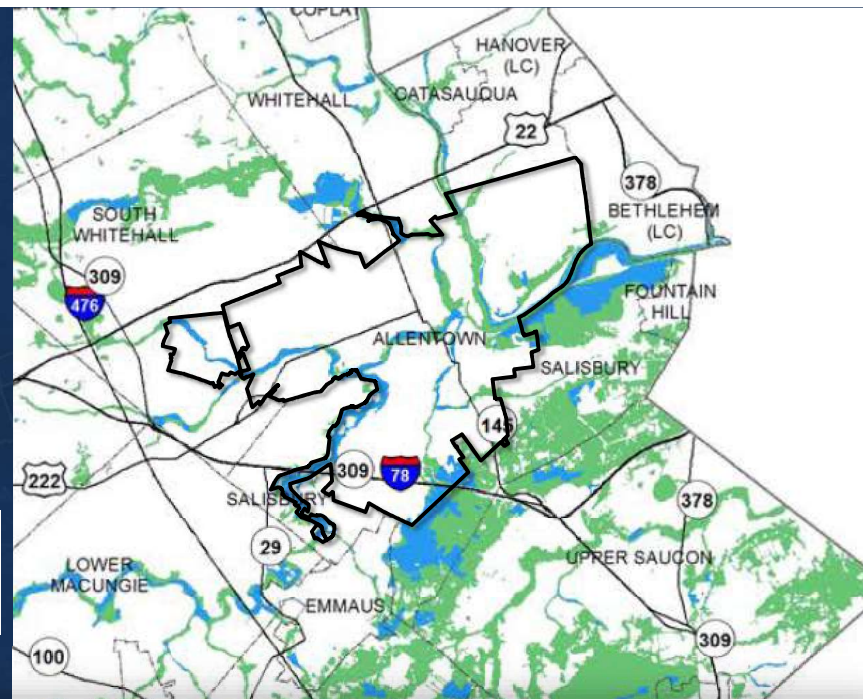 COPLAY
HANOVER
(LC)
WHITEHALL
CATASAUQUA
22
378
SOUTH
WHITEHALL
BETHLEHEM
(LC)
309
476
FOUNTAIN
HILL
ALLENTOWN
SALISBURY
145
309
78
222
SALISBURY
378
29
LOWER
MACUNGIE
UPPER SAUCON
EMMAUS
309
100